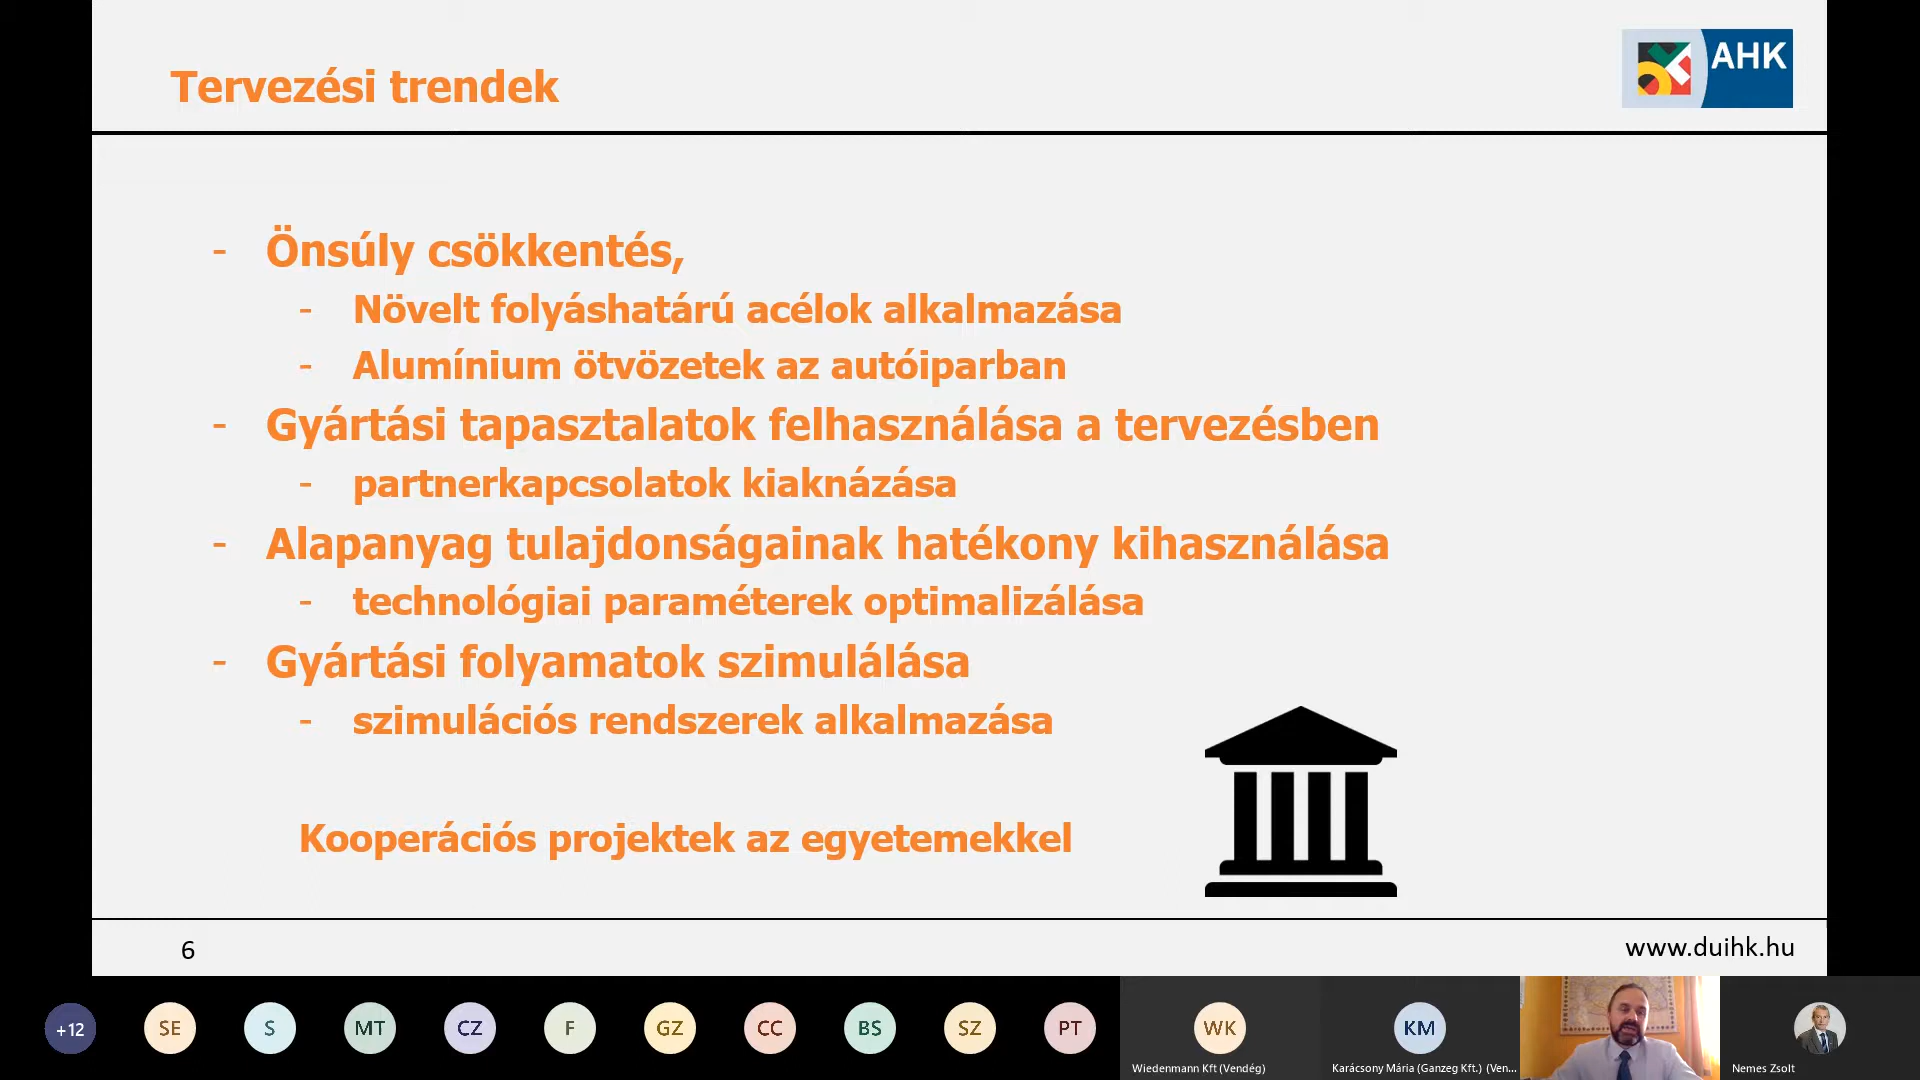 Tervezési trendek
AHK
- Önsúly csökkentés,
- Növelt folyáshatárú acélok alkalmazása
- Alumínium ötvözetek az autóiparban
- Gyártási tapasztalatok felhasználása a tervezésben
- partnerkapcsolatok kiaknázása
- Alapanyag tulajdonságainak hatékony kihasználása
- technológiai paraméterek optimalizálása
- Gyártási folyamatok szimulálása
- szimulációs rendszerek alkalmazása
Kooperációs projektek az egyetemekkel
6
www.duihk.hu
+12
SE
S
MT
CZ
F
GZ
CC
BS
SZ
PT
WK
KM
Wiedenmann Kft (Vendég)
Karácsony Mária (Ganzeg Kft.) (Ven...
Nemes Zsolt